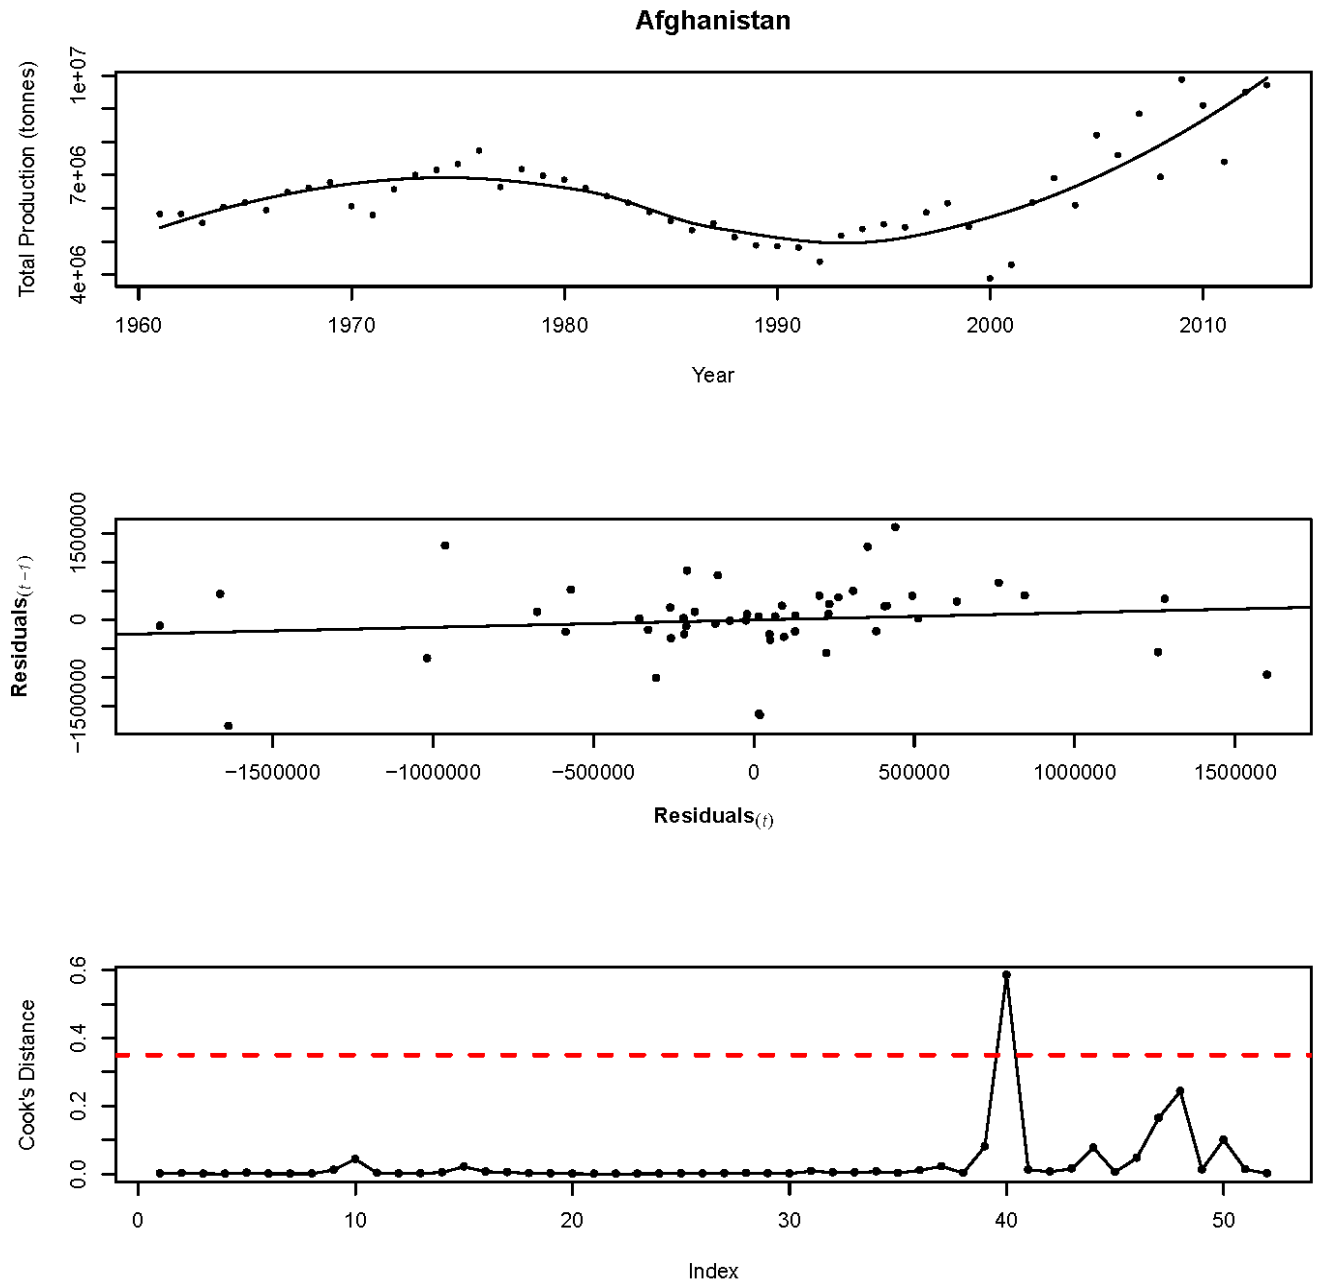 Afghanistan
Total Production (tonnes)
1e+07
7e+06
4e+06
1960 1970 1980 1990 2000 2010
Year
Residuals(t−1)
1500000
0
−1500000
−1500000 −1000000 −500000 0 500000 1000000 1500000
Residuals(t)
Cook's Distance
0.6
0.4
0.2
0.0
0 10 20 30 40 50
Index